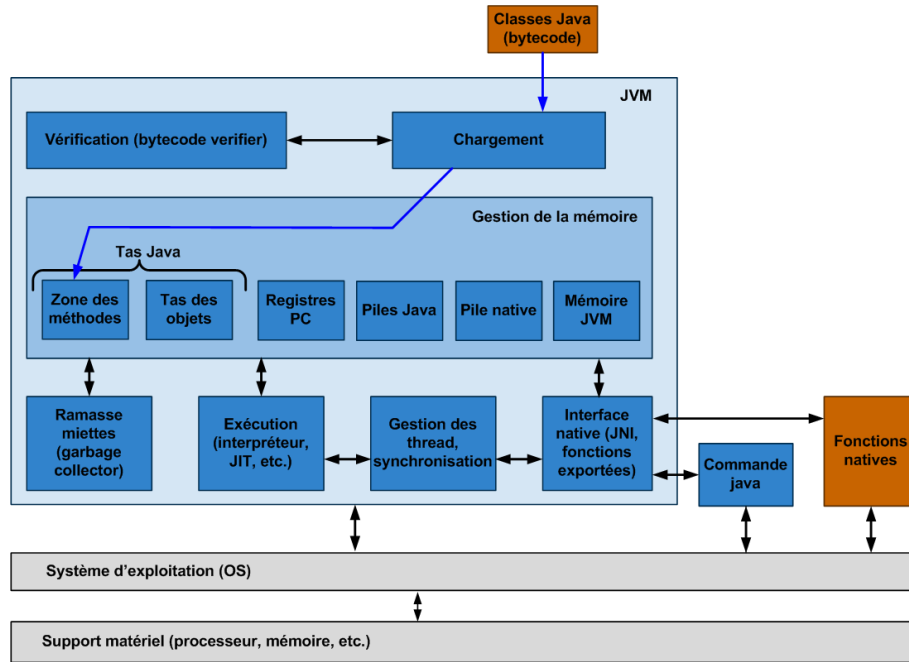 Classes Java
(bytecode)
JVM
Vérification (bytecode verifier)
Chargement
Gestion de la mémoire
Tas Java
Zone des
méthodes
Tas des
objets
Registres
PC
Piles Java
Pile native
Mémoire
JVM
Ramasse
miettes
(garbage
collector)
Exécution
(interpréteur,
JIT, etc.)
Gestion des
thread,
synchronisation
Interface
native (JNI,
fonctions
exportées)
Commande
java
Fonctions
natives
Système d'exploitation (OS)
Support matériel (processeur, mémoire, etc.)